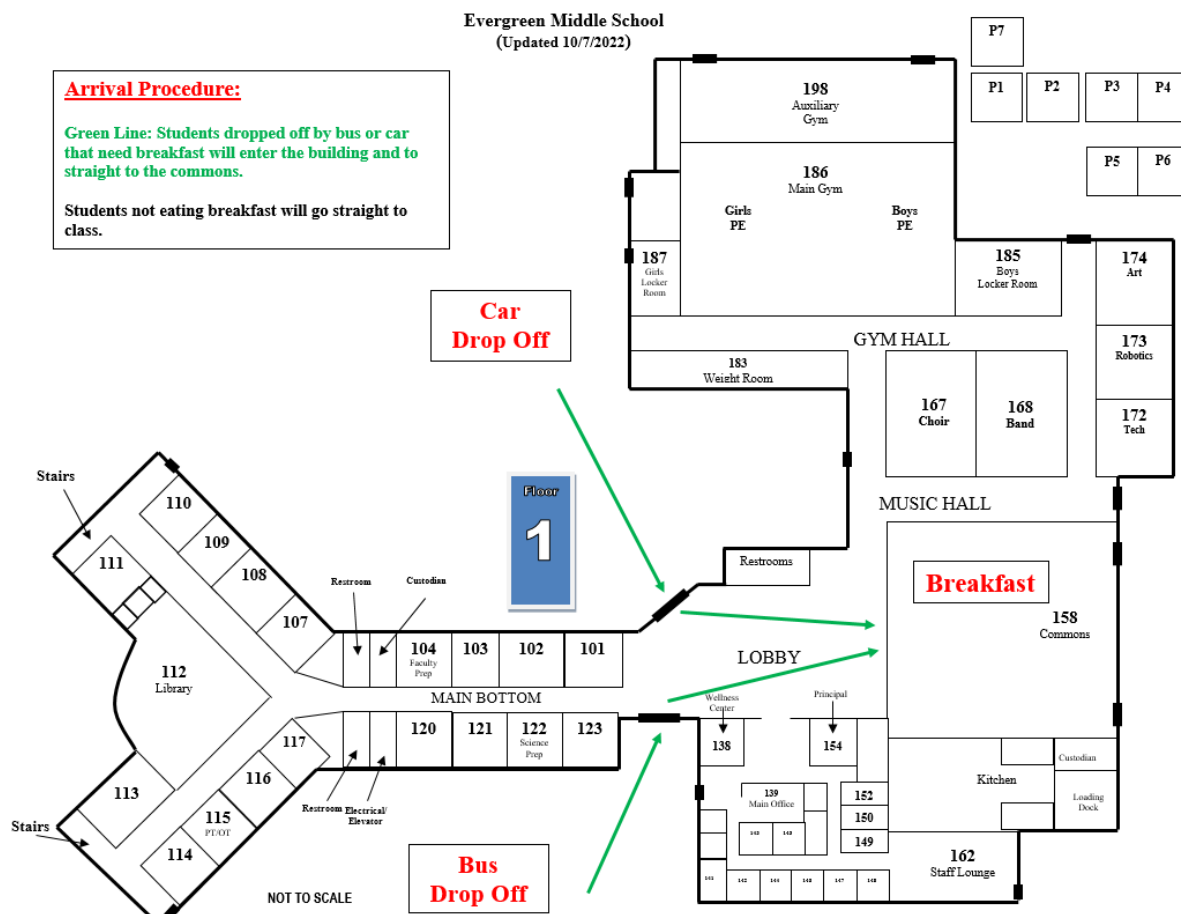 Evergreen Middle School
(Updated 10/7/2022)
Arrival Procedure:
Green Line: Students dropped off by bus or car
that need breakfast will enter the building and to
straight to the commons.
Students not eating breakfast will go straight to
class.
P7
P1
P2
P3
P4
P5
P6
198
Auxiliary
Gym
186
Main Gym
Girls
PE
Boys
PE
187
Girls
Locker
Room
185
Boys
Locker Room
174
Art
Car
Drop Off
GYM HALL
173
Robotics
183
Weight Room
167
Choir
168
Band
172
Tech
Stairs
110
Floor
1
MUSIC HALL
109
111
108
Restroom
Custodian
Restrooms
Breakfast
107
158
Commons
104
Faculty
Prep
103
102
101
LOBBY
112
Library
MAIN BOTTOM
Wellness
Center
Principal
117
120
121
122
Science
Prep
123
138
154
116
Custodian
113
Kitchen
139
Main Office
152
Loading
Dock
115
PT/OT
Restroom
Electrical/
Elevator
150
Stairs
149
114
Bus
Drop Off
162
Staff Lounge
141
142
144
146
147
148
NOT TO SCALE